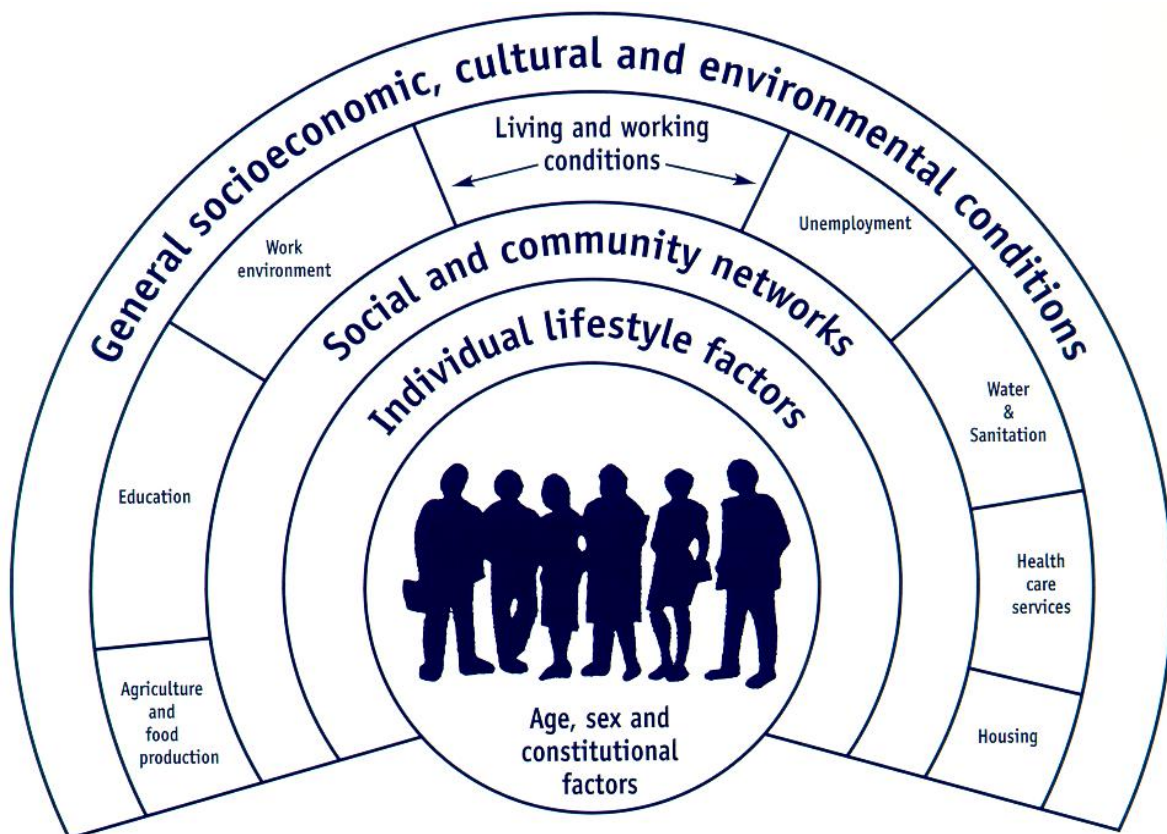 General socioeconomic, cultural and environmental conditions
Living and working
conditions
Work
environment
Unemployment
Social and community networks
Individual lifestyle factors
Education
Water
&
Sanitation
Agriculture
and
food
production
Health
care
services
Housing
Age, sex and
constitutional
factors